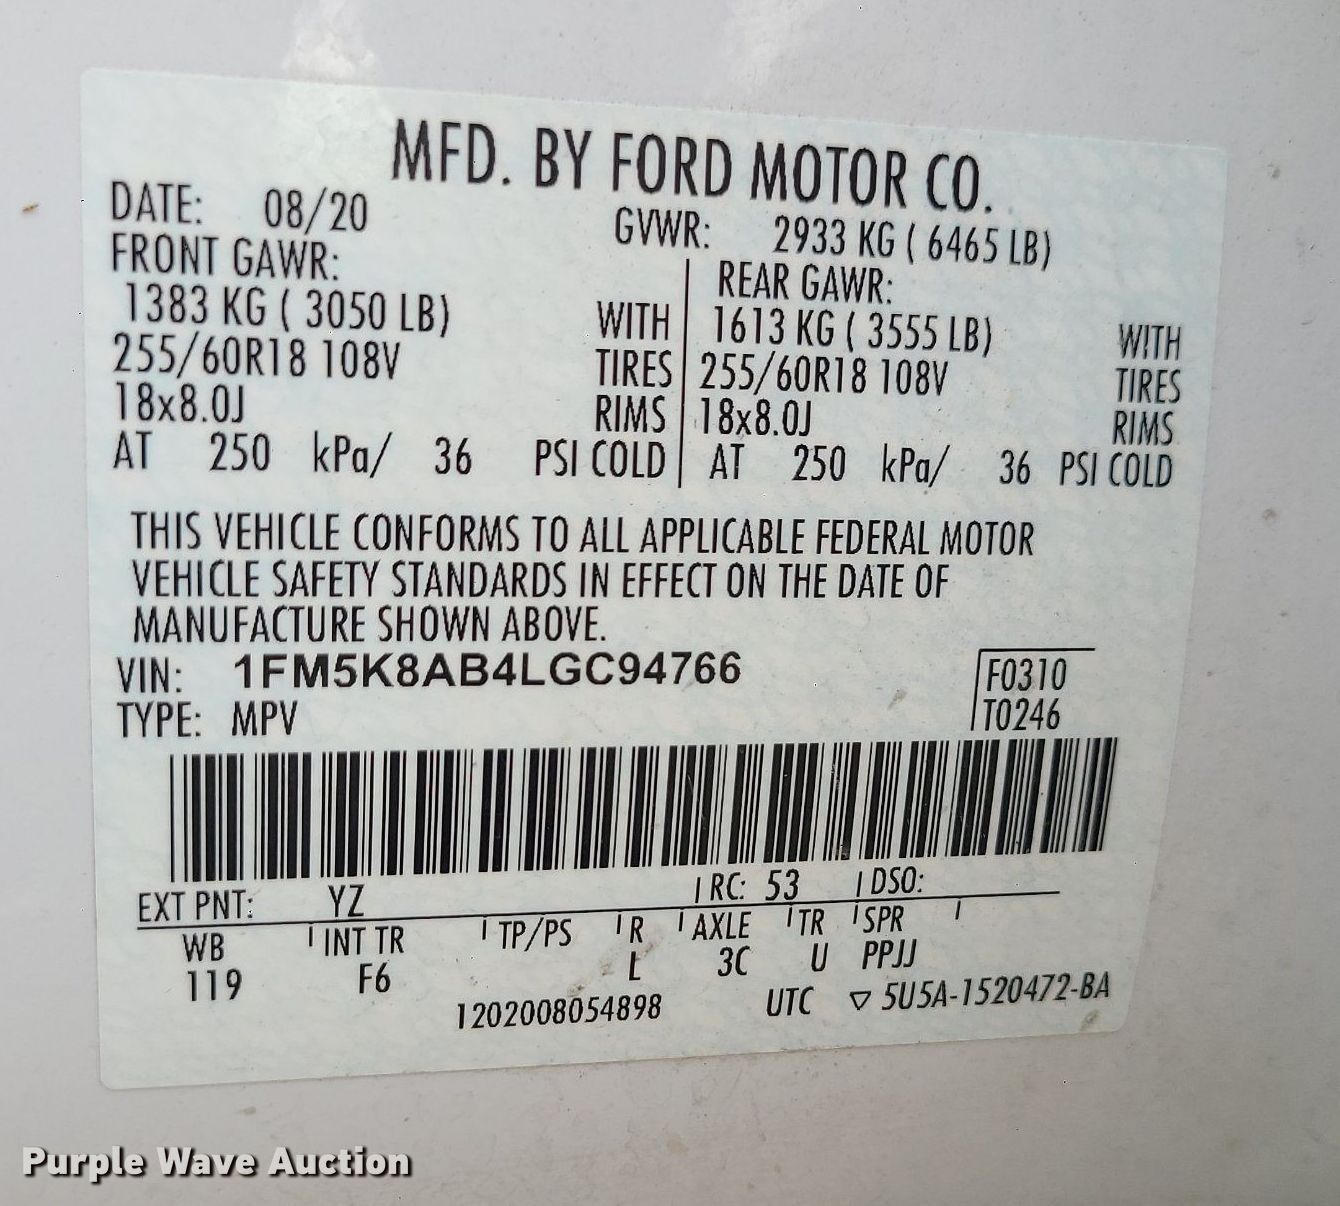 MFD. BY FORD MOTOR CO.
DATE: 08/20 GVWR: 2933 KG ( 6465 LB)
FRONT GAWR: REAR GAWR:
1383 KG ( 3050 LB) WITH 1613 KG ( 3555 LB) WITH
255/60R18 108V TIRES 255/60R18 108V TIRES
18x8.0J RIMS 18x8.0J RIMS
AT 250 kPa/ 36 PSI COLD AT 250 kPa/ 36 PSI COLD
THIS VEHICLE CONFORMS TO ALL APPLICABLE FEDERAL MOTOR
VEHICLE SAFETY STANDARDS IN EFFECT ON THE DATE OF
MANUFACTURE SHOWN ABOVE.
VIN: 1FM5K8AB4LGC94766 F0310
TYPE: MPV T0246
EXT PNT: YZ RC: 53 DSO:
WB INT TR TP/PS R AXLE TR SPR
119 F6 L 3C U PPJJ
1202008054898 UTC ▽ 5U5A-1520472-BA
Purple Wave Auction